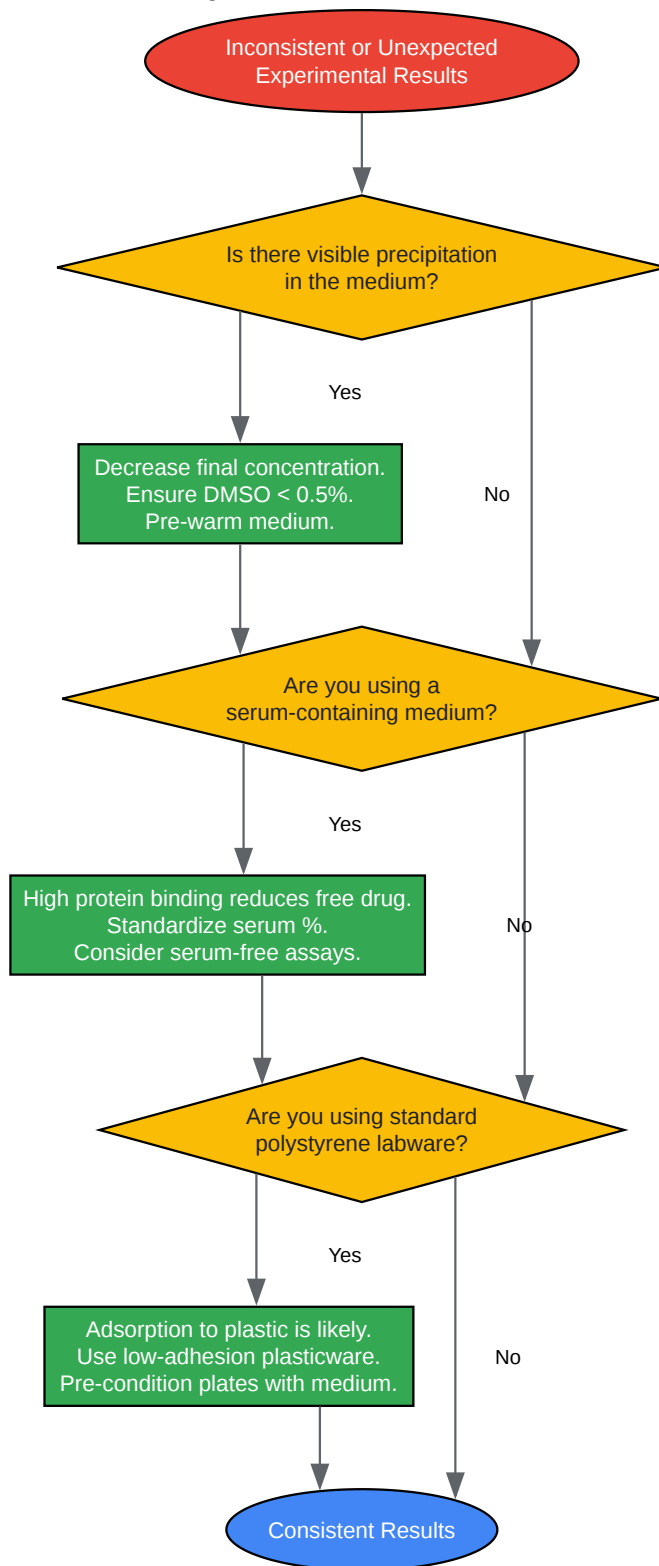 Inconsistent or Unexpected
Experimental Results
Is there visible precipitation
in the medium?
Yes
Decrease final concentration.
Ensure DMSO < 0.5%.
Pre-warm medium.
No
Are you using a
serum-containing medium?
Yes
High protein binding reduces free drug.
Standardize serum %.
Consider serum-free assays.
No
Are you using standard
polystyrene labware?
Yes
Adsorption to plastic is likely.
Use low-adhesion plasticware.
Pre-condition plates with medium.
No
Consistent Results